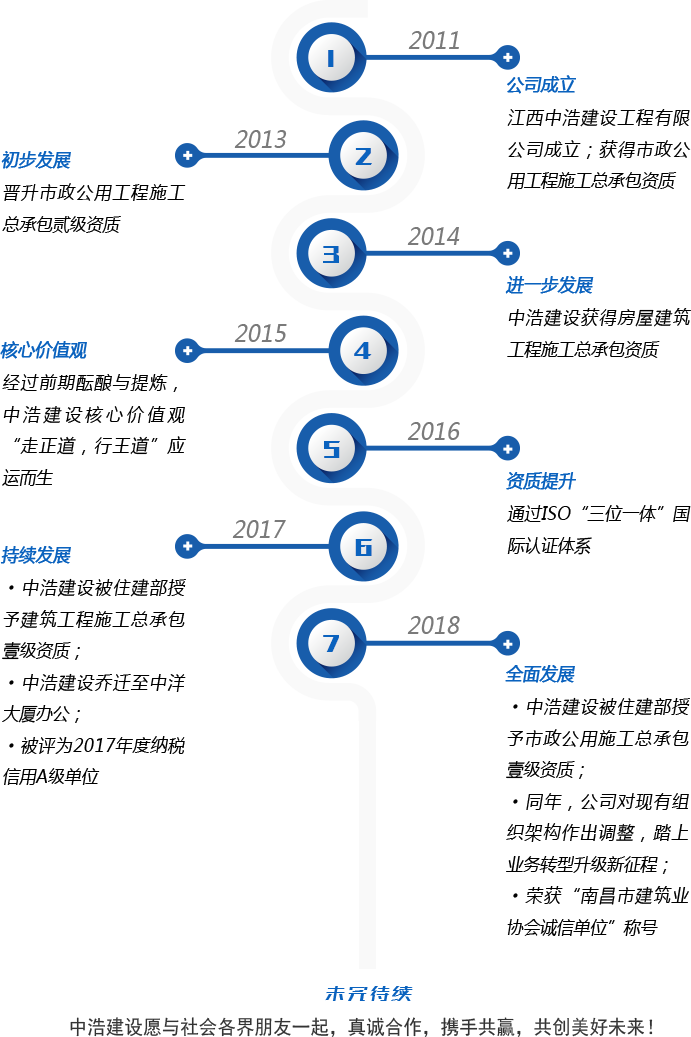 1
2011
公司成立
江西中浩建设工程有限
公司成立；获得市政公
用工程施工总承包资质
2
2013
初步发展
晋升市政公用工程施工
总承包贰级资质
3
2014
进一步发展
中浩建设获得房屋建筑
工程施工总承包资质
4
2015
核心价值观
经过前期酝酿与提炼，
中浩建设核心价值观
“走正道，行王道”应
运而生
5
2016
资质提升
通过ISO“三位一体”国
际认证体系
6
2017
持续发展
·中浩建设被住建部授
予建筑工程施工总承包
壹级资质；
·中浩建设乔迁至中洋
大厦办公；
·被评为2017年度纳税
信用A级单位
7
2018
全面发展
·中浩建设被住建部授
予市政公用施工总承包
壹级资质；
·同年，公司对现有组
织架构作出调整，踏上
业务转型升级新征程；
·荣获“南昌市建筑业
协会诚信单位”称号
未完待续
中浩建设愿与社会各界朋友一起，真诚合作，携手共赢，共创美好未来！